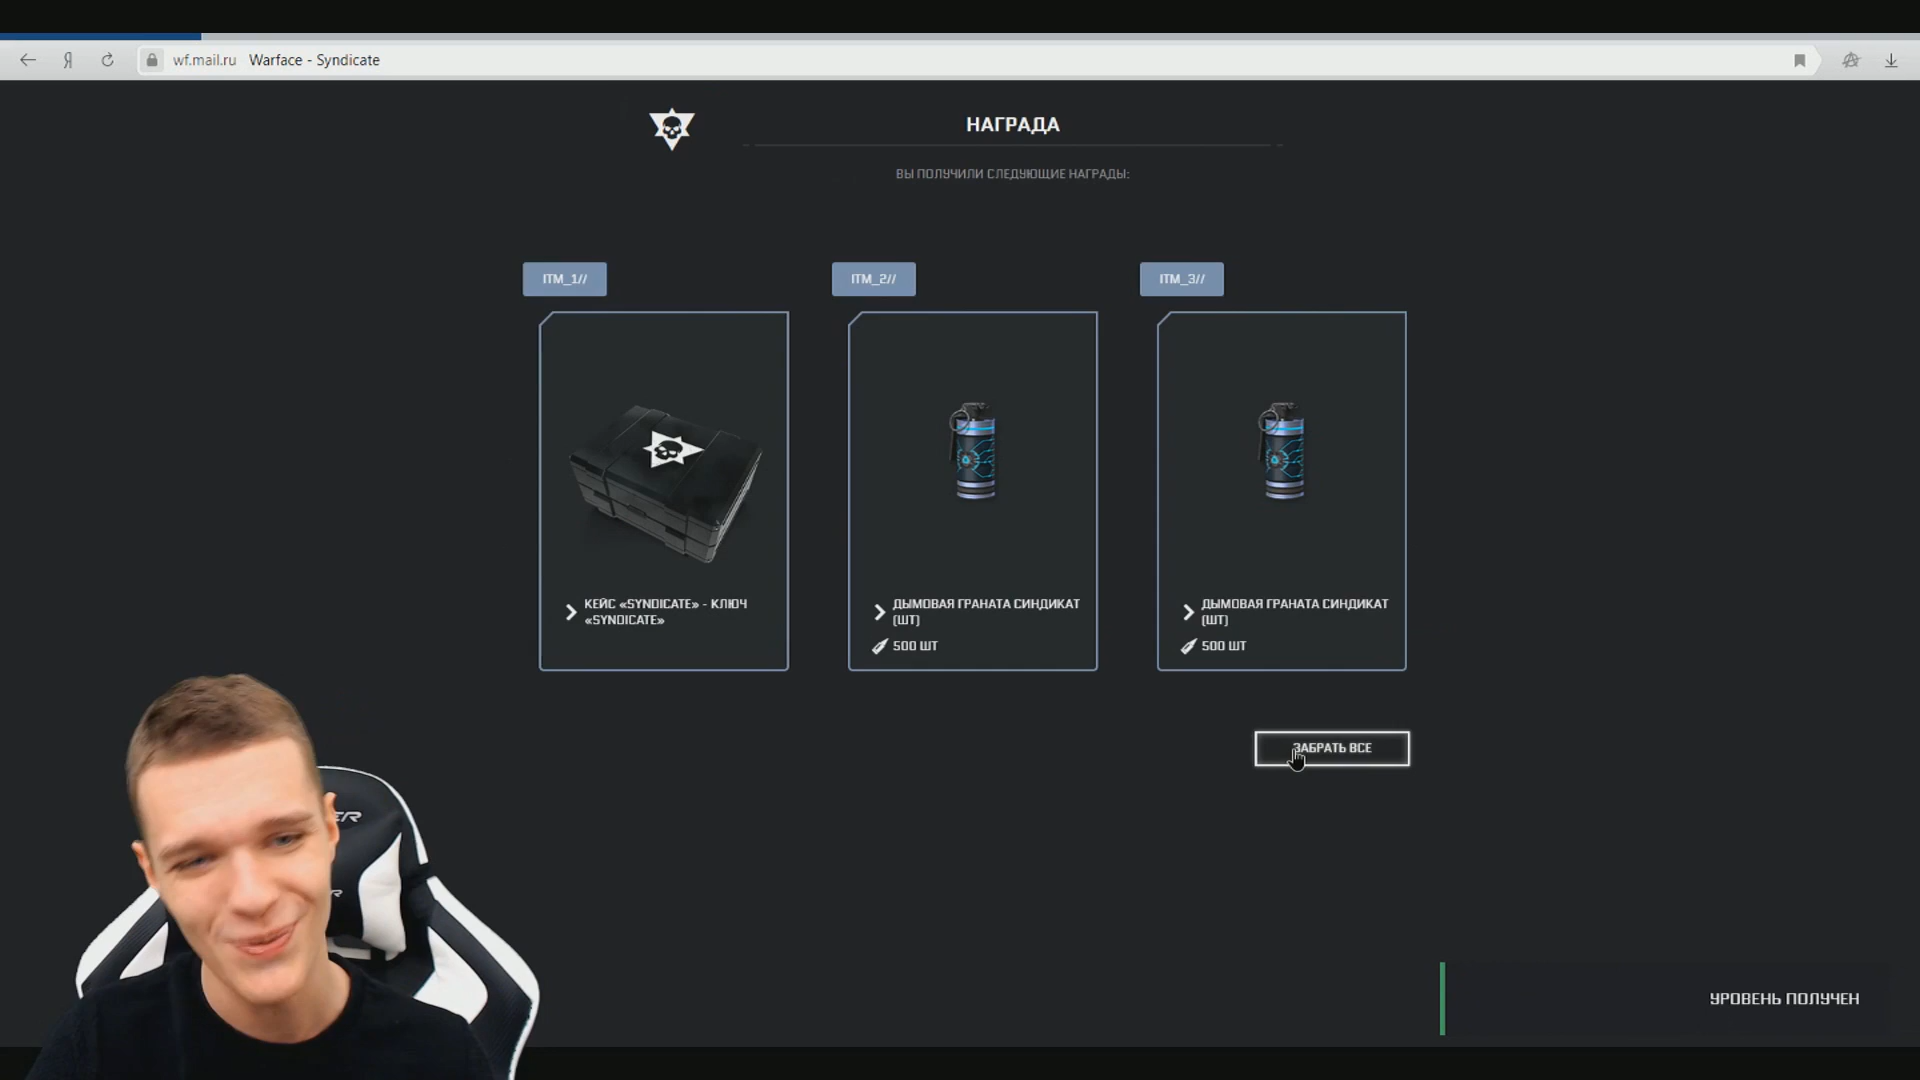 wf.mail.ru Warface - Syndicate
НАГРАДА
ВЫ ПОЛУЧИЛИ СЛЕДУЮЩИЕ НАГРАДЫ:
ITM_1//
ITM_2//
ITM_3//
КЕЙС «SYNDICATE» - КЛЮЧ
«SYNDICATE»
ДЫМОВАЯ ГРАНАТА СИНДИКАТ
(ШТ)
500 ШТ
ДЫМОВАЯ ГРАНАТА СИНДИКАТ
(ШТ)
500 ШТ
ЗАБРАТЬ ВСЕ
УРОВЕНЬ ПОЛУЧЕН